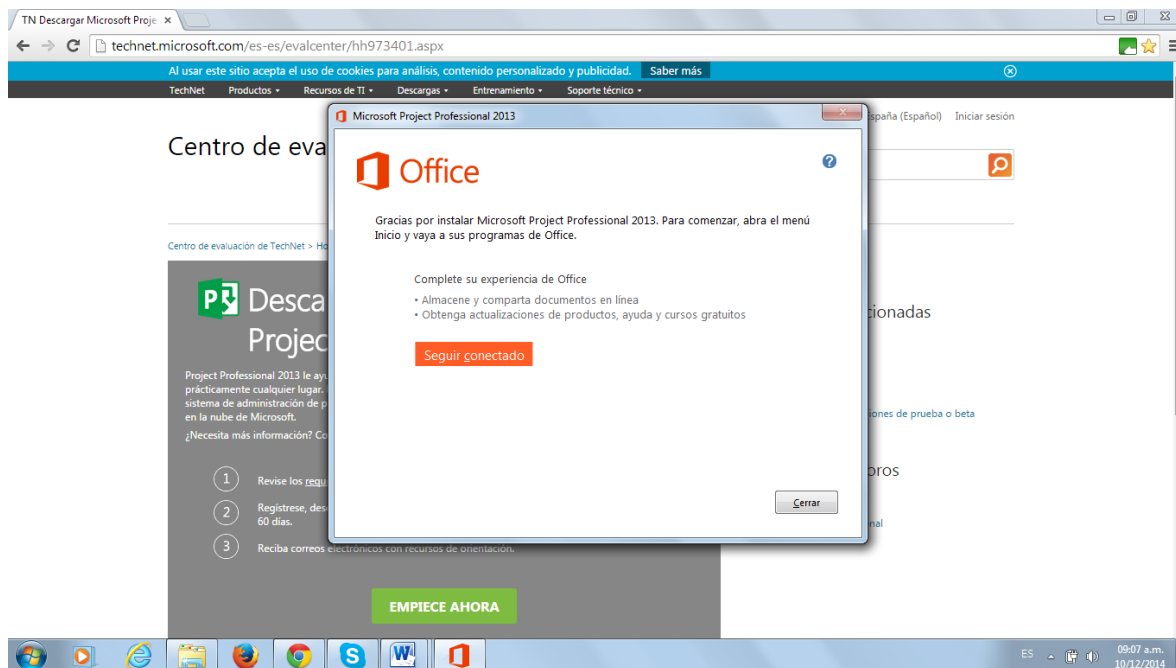 TN Descargar Microsoft Proje
technet.microsoft.com/es-es/evalcenter/hh973401.aspx
Al usar este sitio acepta el uso de cookies para análisis, contenido personalizado y publicidad. Saber más
TechNet Productos Recursos de TI Descargas Entrenamiento Soporte técnico
Microsoft Project Professional 2013
España (Español) Iniciar sesión
Centro de eva
Office
Gracias por instalar Microsoft Project Professional 2013. Para comenzar, abra el menú
Inicio y vaya a sus programas de Office.
Centro de evaluación de TechNet > Ho
Complete su experiencia de Office
• Almacene y comparta documentos en línea
• Obtenga actualizaciones de productos, ayuda y cursos gratuitos
Seguir conectado
Cerrar
P Desca
Projec
Project Professional 2013 le ayu
prácticamente cualquier lugar.
sistema de administración de p
en la nube de Microsoft.
¿Necesita más información? Co
1 Revise los requ
2 Regístrese, des
60 días.
3 Reciba correos electrónicos con recursos de orientación.
EMPIECE AHORA
cionadas
iones de prueba o beta
oros
nal
ES
09:07 a.m.
10/12/2014